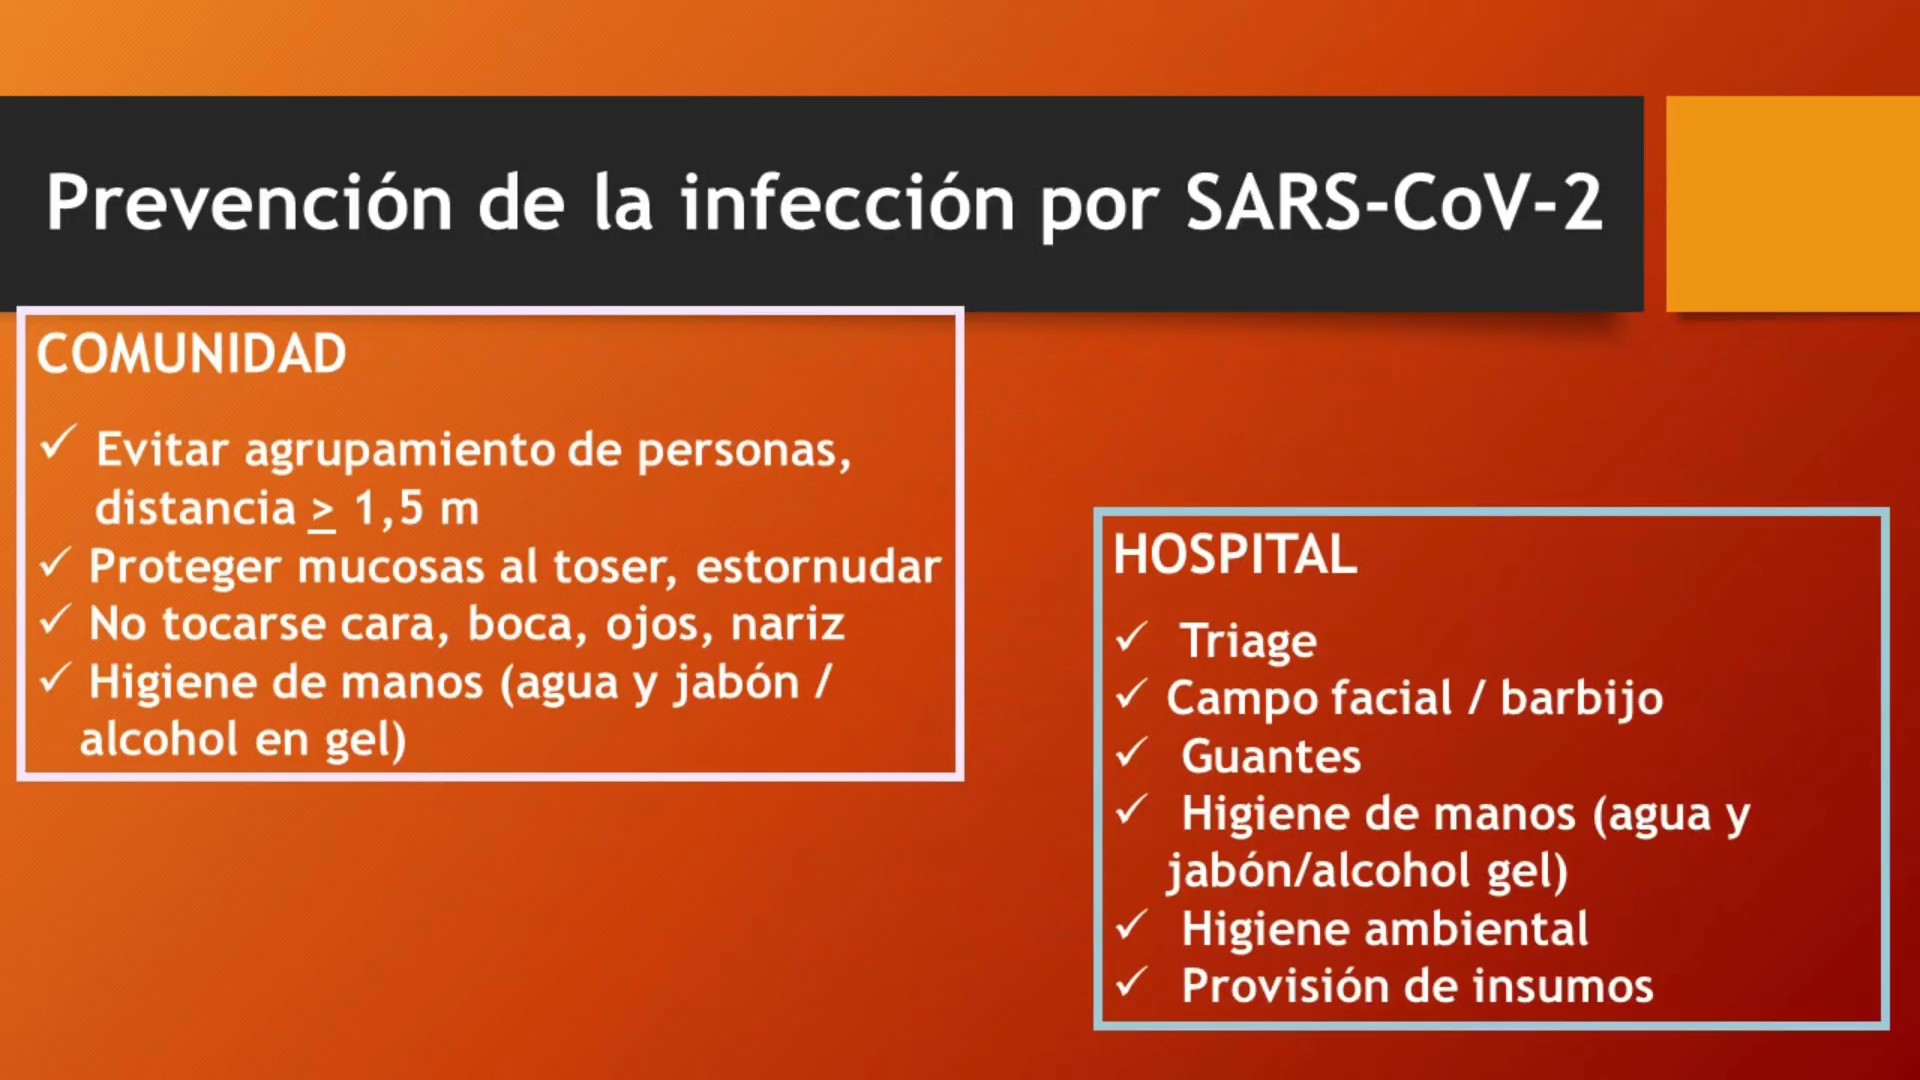 Prevención de la infección por SARS-CoV-2
COMUNIDAD
✓ Evitar agrupamiento de personas,
distancia ≥ 1,5 m
✓ Proteger mucosas al toser, estornudar
✓ No tocarse cara, boca, ojos, nariz
✓ Higiene de manos (agua y jabón /
alcohol en gel)
HOSPITAL
✓ Triage
✓ Campo facial / barbijo
✓ Guantes
✓ Higiene de manos (agua y
jabón/alcohol gel)
✓ Higiene ambiental
✓ Provisión de insumos